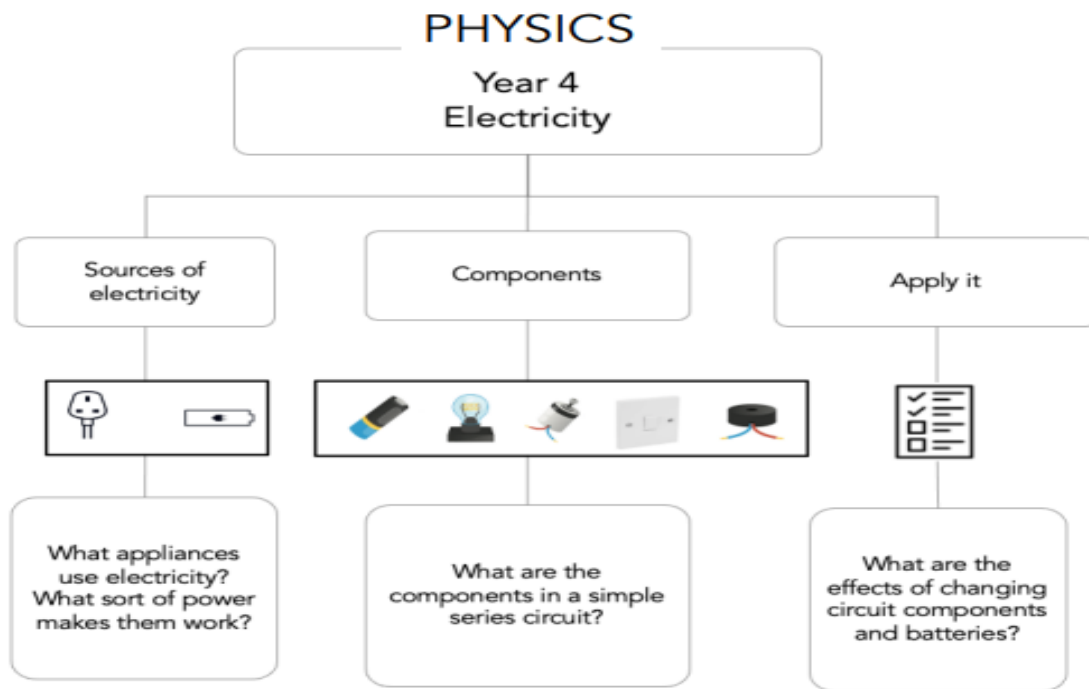 PHYSICS
Year 4
Electricity
Sources of
electricity
Components
Apply it
What appliances
use electricity?
What sort of power
makes them work?
What are the
components in a simple
series circuit?
What are the
effects of changing
circuit components
and batteries?